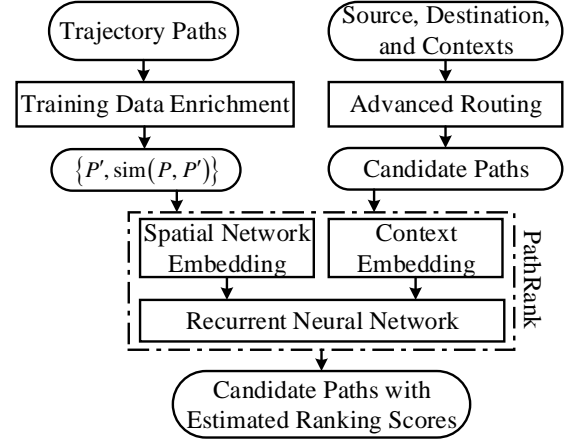 Trajectory Paths
Source, Destination,
and Contexts
Training Data Enrichment
Advanced Routing
{P′, sim(P, P′)}
Candidate Paths
Spatial Network
Embedding
Context
Embedding
PathRank
Recurrent Neural Network
Candidate Paths with
Estimated Ranking Scores